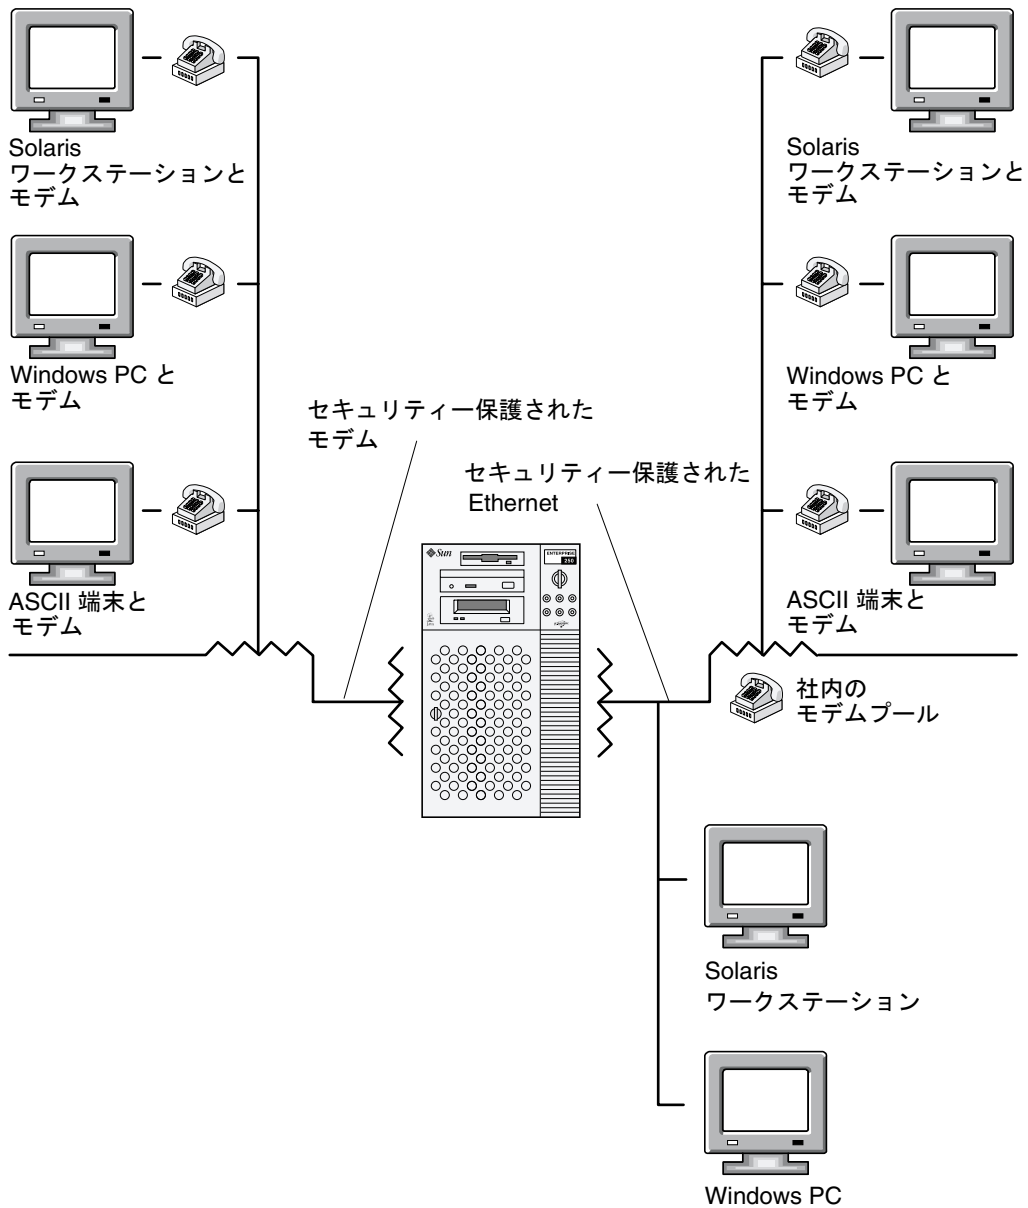 Solaris
ワークステーションと
モデム
Solaris
ワークステーションと
モデム
Windows PC と
モデム
Windows PC と
モデム
セキュリティー保護された
モデム
セキュリティー保護された
Ethernet
ASCII 端末と
モデム
ASCII 端末と
モデム
Sun
ENTERPRISE
250
社内の
モデムプール
Solaris
ワークステーション
Windows PC